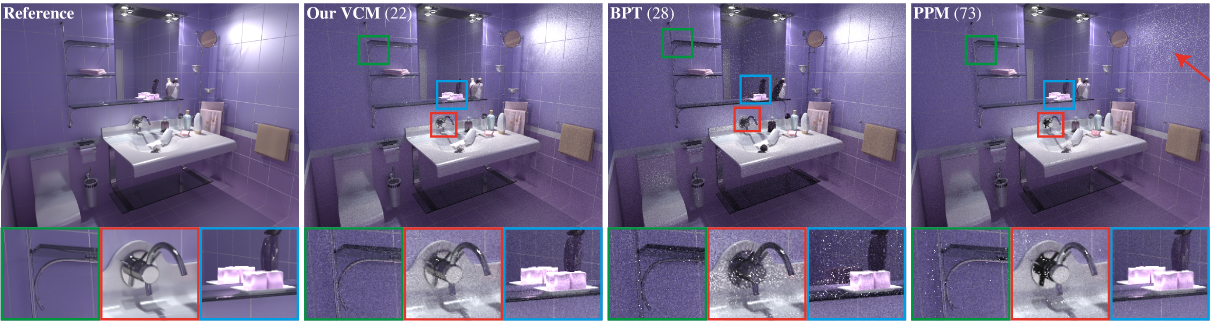 Reference
Our VCM (22)
BPT (28)
PPM (73)